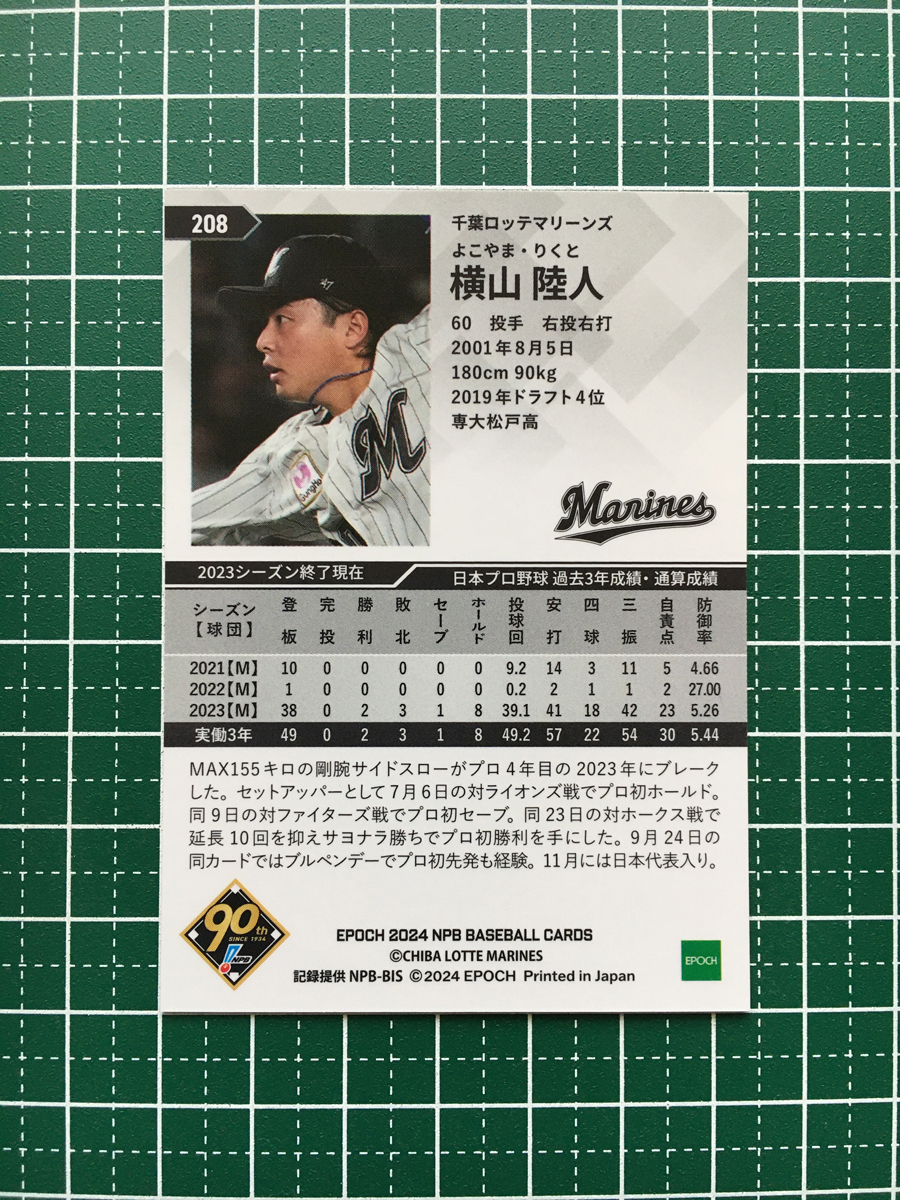 208
千葉ロッテマリーンズ
よこやま・りくと
横山 陸人
60 投手 右投右打
2001年8月5日
180cm 90kg
2019年ドラフト4位
専大松戸高
47
M
GungHo
Marines
2023シーズン終了現在 日本プロ野球 過去3年成績・通算成績
シーズン【球団】 登板 完投 勝利 敗北 セーブ ホールド 投球回 安打 四球 三振 自責点 防御率
2021【M】 10 0 0 0 0 0 9.2 14 3 11 5 4.66
2022【M】 1 0 0 0 0 0 0.2 2 1 1 2 27.00
2023【M】 38 0 2 3 1 8 39.1 41 18 42 23 5.26
実働3年 49 0 2 3 1 8 49.2 57 22 54 30 5.44
MAX155キロの剛腕サイドスローがプロ4年目の2023年にブレーク
した。セットアッパーとして7月6日の対ライオンズ戦でプロ初ホールド。
同9日の対ファイターズ戦でプロ初セーブ。同23日の対ホークス戦で
延長10回を抑えサヨナラ勝ちでプロ初勝利を手にした。9月24日の
同カードではブルペンデーでプロ初先発も経験。11月には日本代表入り。
90th
SINCE 1934
NPB
EPOCH 2024 NPB BASEBALL CARDS
©CHIBA LOTTE MARINES
記録提供 NPB-BIS ©2024 EPOCH Printed in Japan
EPOCH